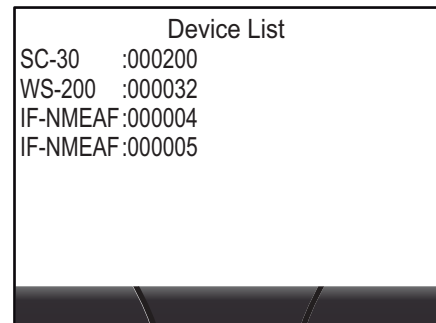 Device List
SC-30 :000200
WS-200 :000032
IF-NMEAF:000004
IF-NMEAF:000005